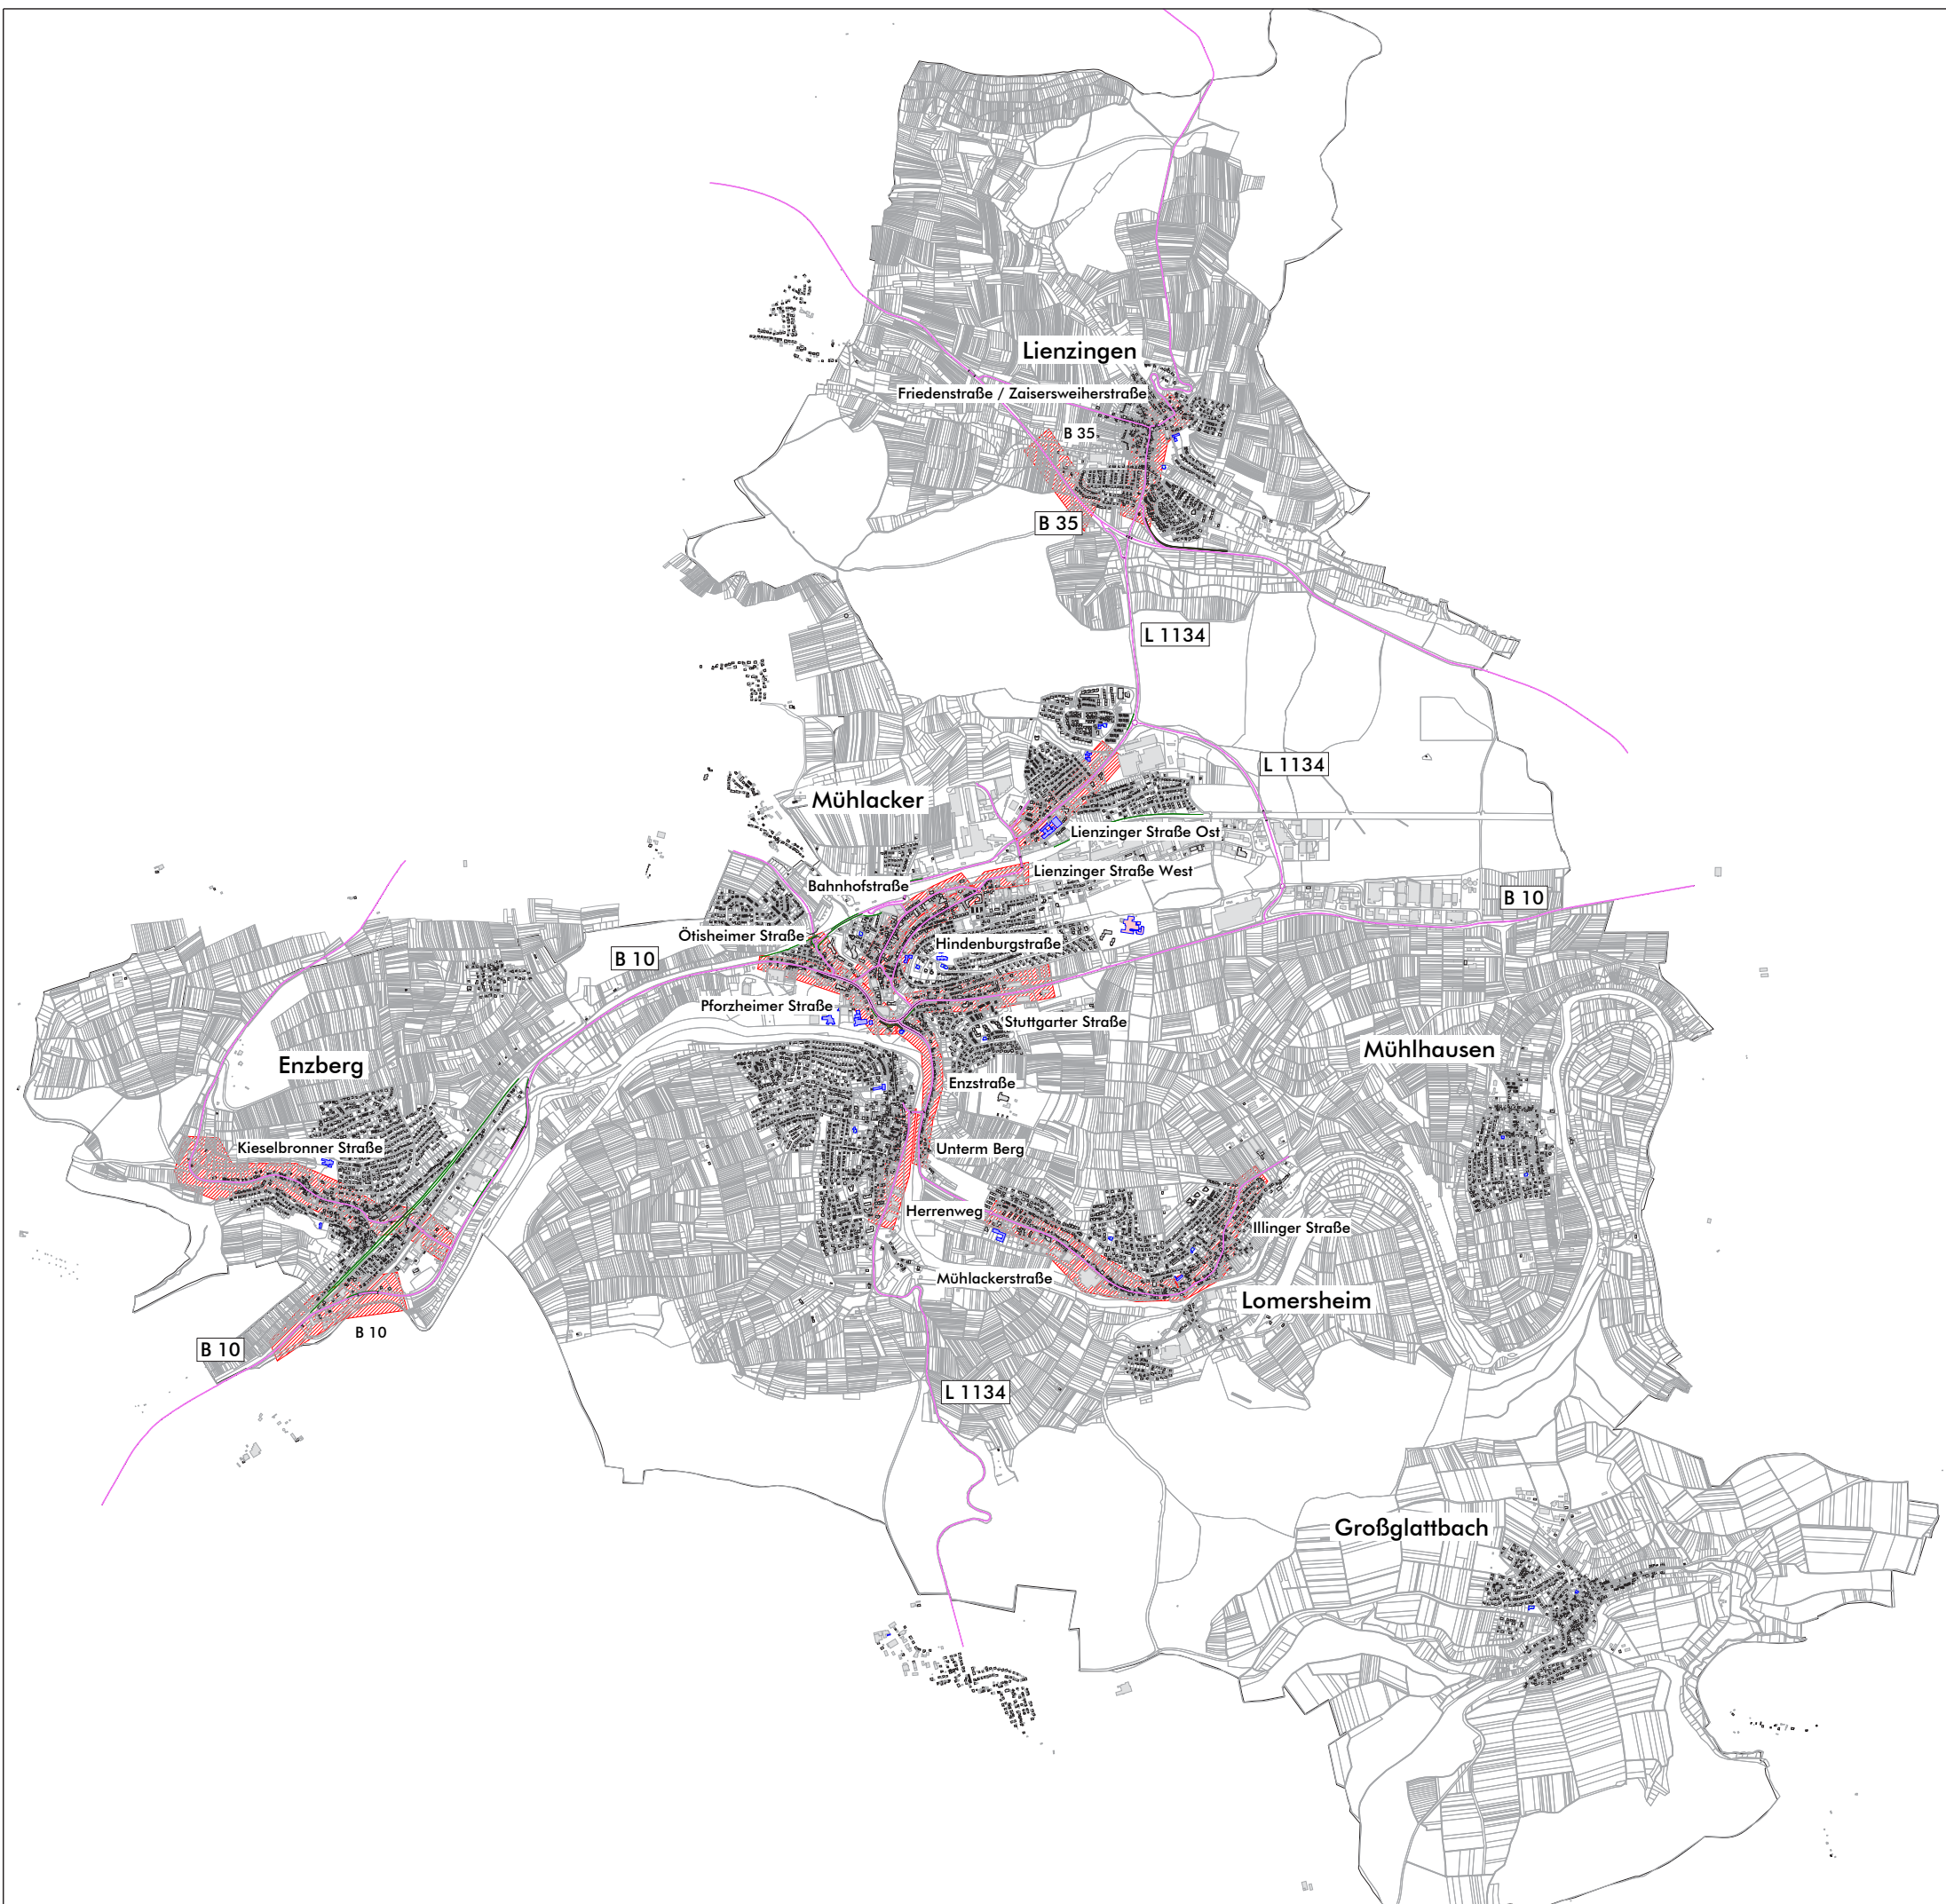 Lienzingen
Friedenstraße / Zaisersweiherstraße
B 35
B 35
L 1134
L 1134
Mühlacker
Lienzinger Straße Ost
Lienzinger Straße West
Bahnhofstraße
B 10
Ötisheimer Straße
Hindenburgstraße
B 10
Pforzheimer Straße
Stuttgarter Straße
Mühlhausen
Enzberg
Enzstraße
Kieselbronner Straße
Unterm Berg
Herrenweg
Illinger Straße
Mühlackerstraße
Lomersheim
B 10
B 10
L 1134
Großglattbach